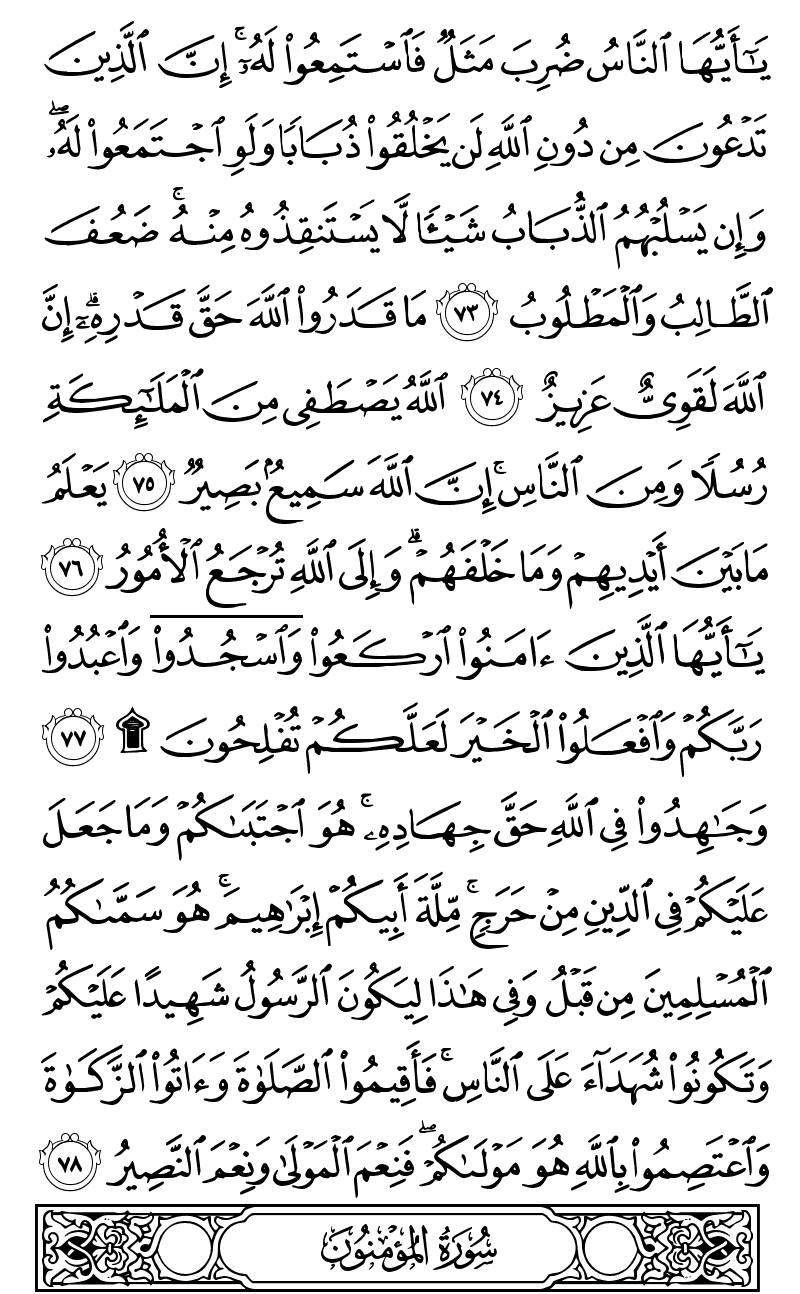 يَٰٓأَيُّهَا ٱلنَّاسُ ضُرِبَ مَثَلٞ فَٱسۡتَمِعُواْ لَهُۥٓۚ إِنَّ ٱلَّذِينَ
تَدۡعُونَ مِن دُونِ ٱللَّهِ لَن يَخۡلُقُواْ ذُبَابٗا وَلَوِ ٱجۡتَمَعُواْ لَهُۥۖ
وَإِن يَسۡلُبۡهُمُ ٱلذُّبَابُ شَيۡـٔٗا لَّا يَسۡتَنقِذُوهُ مِنۡهُۚ ضَعُفَ
ٱلطَّالِبُ وَٱلۡمَطۡلُوبُ ٧٣ مَا قَدَرُواْ ٱللَّهَ حَقَّ قَدۡرِهِۦٓۗ إِنَّ
ٱللَّهَ لَقَوِيٌّ عَزِيزٌ ٧٤ ٱللَّهُ يَصۡطَفِي مِنَ ٱلۡمَلَٰٓئِكَةِ
رُسُلٗا وَمِنَ ٱلنَّاسِۚ إِنَّ ٱللَّهَ سَمِيعُۢ بَصِيرٞ ٧٥ يَعۡلَمُ
مَا بَيۡنَ أَيۡدِيهِمۡ وَمَا خَلۡفَهُمۡۚ وَإِلَى ٱللَّهِ تُرۡجَعُ ٱلۡأُمُورُ ٧٦
يَٰٓأَيُّهَا ٱلَّذِينَ ءَامَنُواْ ٱرۡكَعُواْ وَٱسۡجُدُواْ وَٱعۡبُدُواْ
رَبَّكُمۡ وَٱفۡعَلُواْ ٱلۡخَيۡرَ لَعَلَّكُمۡ تُفۡلِحُونَ ۩ ٧٧
وَجَٰهِدُواْ فِي ٱللَّهِ حَقَّ جِهَادِهِۦۚ هُوَ ٱجۡتَبَىٰكُمۡ وَمَا جَعَلَ
عَلَيۡكُمۡ فِي ٱلدِّينِ مِنۡ حَرَجٖۚ مِّلَّةَ أَبِيكُمۡ إِبۡرَٰهِيمَۚ هُوَ سَمَّىٰكُمُ
ٱلۡمُسۡلِمِينَ مِن قَبۡلُ وَفِي هَٰذَا لِيَكُونَ ٱلرَّسُولُ شَهِيدًا عَلَيۡكُمۡ
وَتَكُونُواْ شُهَدَآءَ عَلَى ٱلنَّاسِۚ فَأَقِيمُواْ ٱلصَّلَوٰةَ وَءَاتُواْ ٱلزَّكَوٰةَ
وَٱعۡتَصِمُواْ بِٱللَّهِ هُوَ مَوۡلَىٰكُمۡۖ فَنِعۡمَ ٱلۡمَوۡلَىٰ وَنِعۡمَ ٱلنَّصِيرُ ٧٨
سُورَةُ المُؤۡمِنُونَ